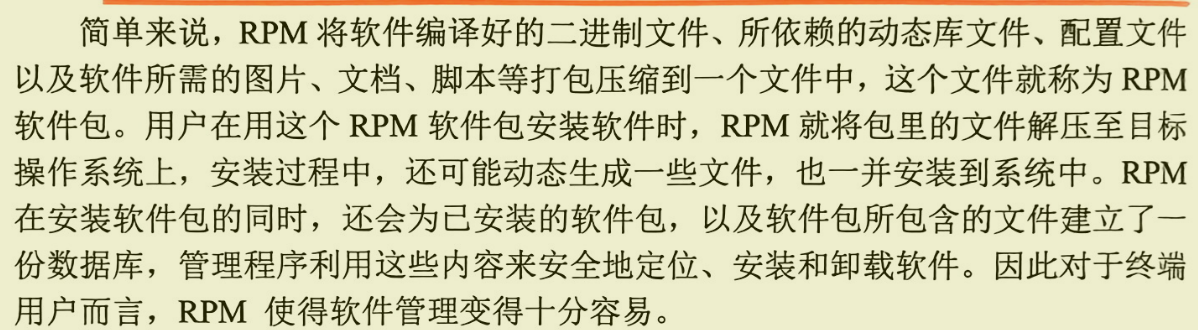 简单来说，RPM 将软件编译好的二进制文件、所依赖的动态库文件、配置文件
以及软件所需的图片、文档、脚本等打包压缩到一个文件中，这个文件就称为 RPM
软件包。用户在用这个 RPM 软件包安装软件时，RPM 就将包里的文件解压至目标
操作系统上，安装过程中，还可能动态生成一些文件，也一并安装到系统中。RPM
在安装软件包的同时，还会为已安装的软件包，以及软件包所包含的文件建立了一
份数据库，管理程序利用这些内容来安全地定位、安装和卸载软件。因此对于终端
用户而言，RPM 使得软件管理变得十分容易。